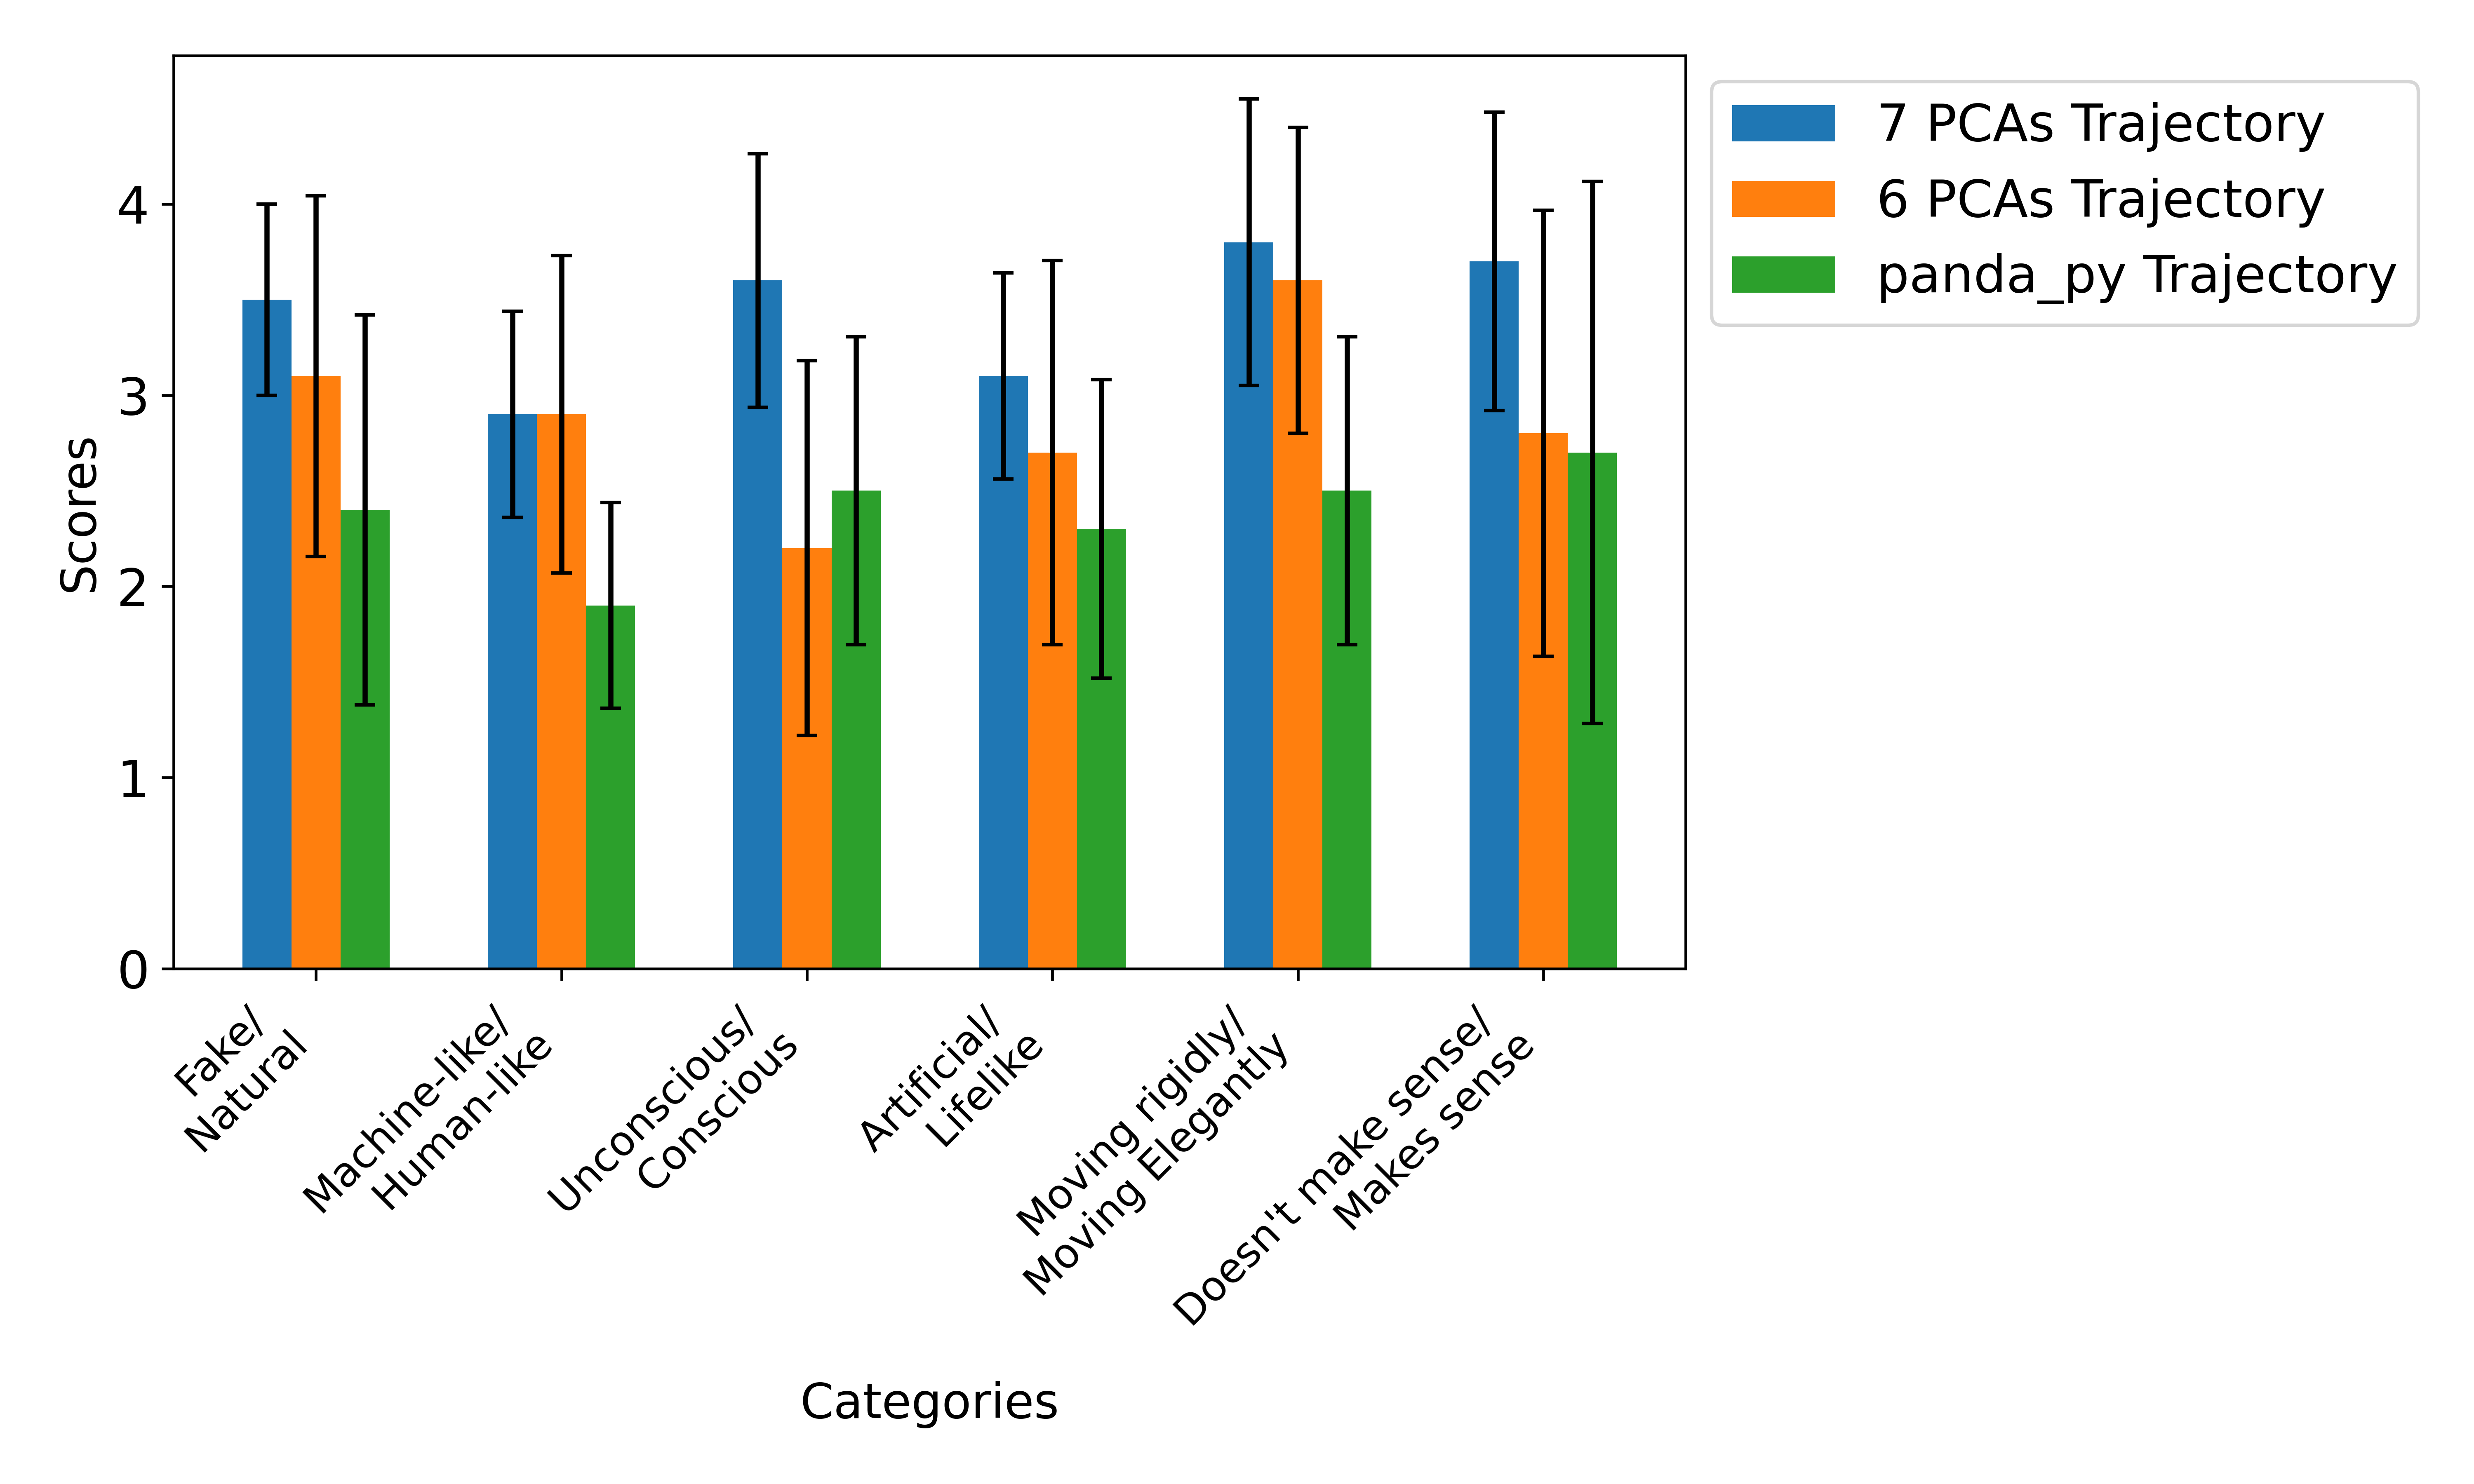 7 PCAs Trajectory
6 PCAs Trajectory
panda_py Trajectory
Scores
4
3
2
1
0
Fake/
Natural
Machine-like/
Human-like
Unconscious/
Conscious
Artificial/
Lifelike
Moving rigidly/
Moving Elegantly
Doesn't make sense/
Makes sense
Categories